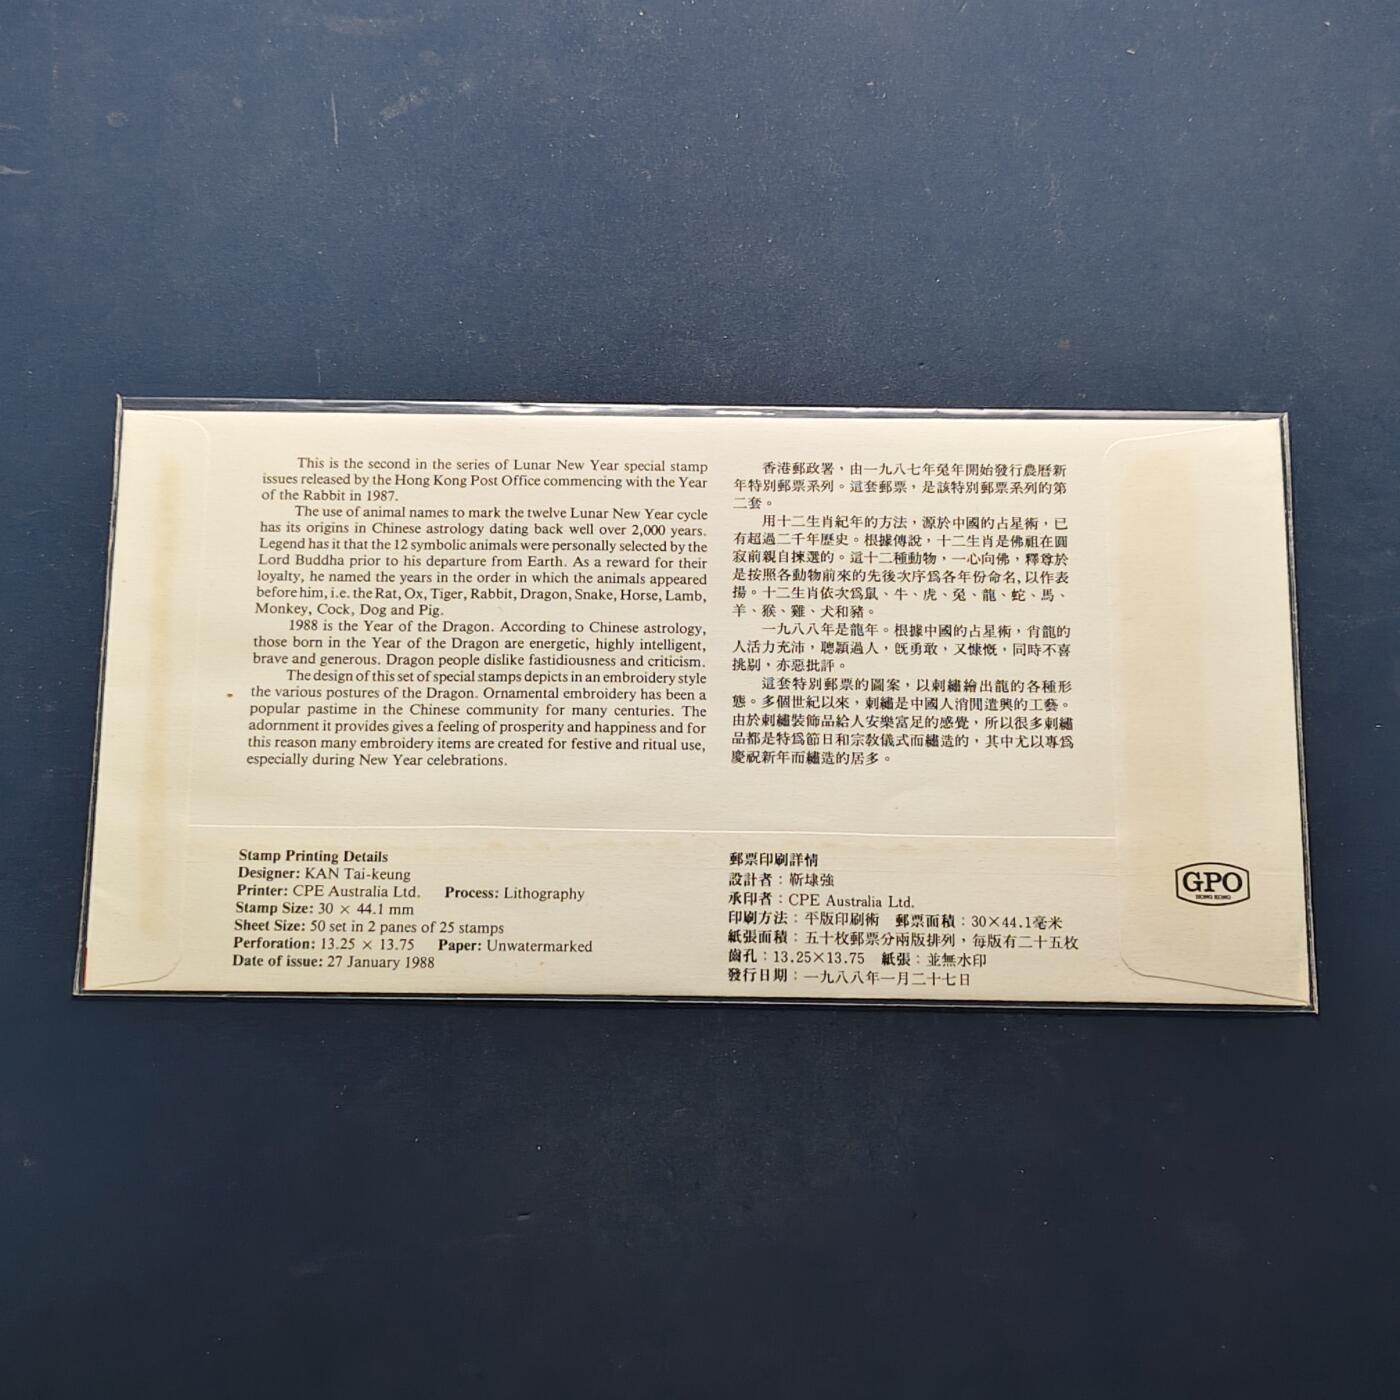 This is the second in the series of Lunar New Year special stamp
issues released by the Hong Kong Post Office commencing with the Year
of the Rabbit in 1987.
The use of animal names to mark the twelve Lunar New Year cycle
has its origins in Chinese astrology dating back well over 2,000 years.
Legend has it that the 12 symbolic animals were personally selected by the
Lord Buddha prior to his departure from Earth. As a reward for their
loyalty, he named the years in the order in which the animals appeared
before him, i.e. the Rat, Ox, Tiger, Rabbit, Dragon, Snake, Horse, Lamb,
Monkey, Cock, Dog and Pig.
1988 is the Year of the Dragon. According to Chinese astrology,
those born in the Year of the Dragon are energetic, highly intelligent,
brave and generous. Dragon people dislike fastidiousness and criticism.
The design of this set of special stamps depicts in an embroidery style
the various postures of the Dragon. Ornamental embroidery has been a
popular pastime in the Chinese community for many centuries. The
adornment it provides gives a feeling of prosperity and happiness and for
this reason many embroidery items are created for festive and ritual use,
especially during New Year celebrations.
香港郵政署，由一九八七年兔年開始發行農曆新
年特別郵票系列。這套郵票，是該特別郵票系列的第
二套。
用十二生肖紀年的方法，源於中國的占星術，已
有超過二千年歷史。根據傳說，十二生肖是佛祖在圓
寂前親自揀選的。這十二種動物，一心向佛，釋尊於
是按照各動物前來的先後次序爲各年份命名，以作表
揚。十二生肖依次爲鼠、牛、虎、兔、龍、蛇、馬、
羊、猴、雞、犬和豬。
一九八八年是龍年。根據中國的占星術，肖龍的
人活力充沛，聰穎過人，旣勇敢，又慷慨，同時不喜
挑剔，亦惡批評。
這套特別郵票的圖案，以刺繡繪出龍的各種形
態。多個世紀以來，刺繡是中國人消閒遣興的工藝。
由於刺繡裝飾品給人安樂富足的感覺，所以很多刺繡
品都是特爲節日和宗敎儀式而繡造的，其中尤以專爲
慶祝新年而繡造的居多。
Stamp Printing Details
Designer: KAN Tai-keung
Printer: CPE Australia Ltd. Process: Lithography
Stamp Size: 30 × 44.1 mm
Sheet Size: 50 set in 2 panes of 25 stamps
Perforation: 13.25 × 13.75 Paper: Unwatermarked
Date of issue: 27 January 1988
郵票印刷詳情
設計者：靳埭強
承印者：CPE Australia Ltd.
印刷方法：平版印刷術 郵票面積：30×44.1毫米
紙張面積：五十枚郵票分兩版排列，每版有二十五枚
齒孔：13.25×13.75 紙張：並無水印
發行日期：一九八八年一月二十七日
GPO
HONG KONG